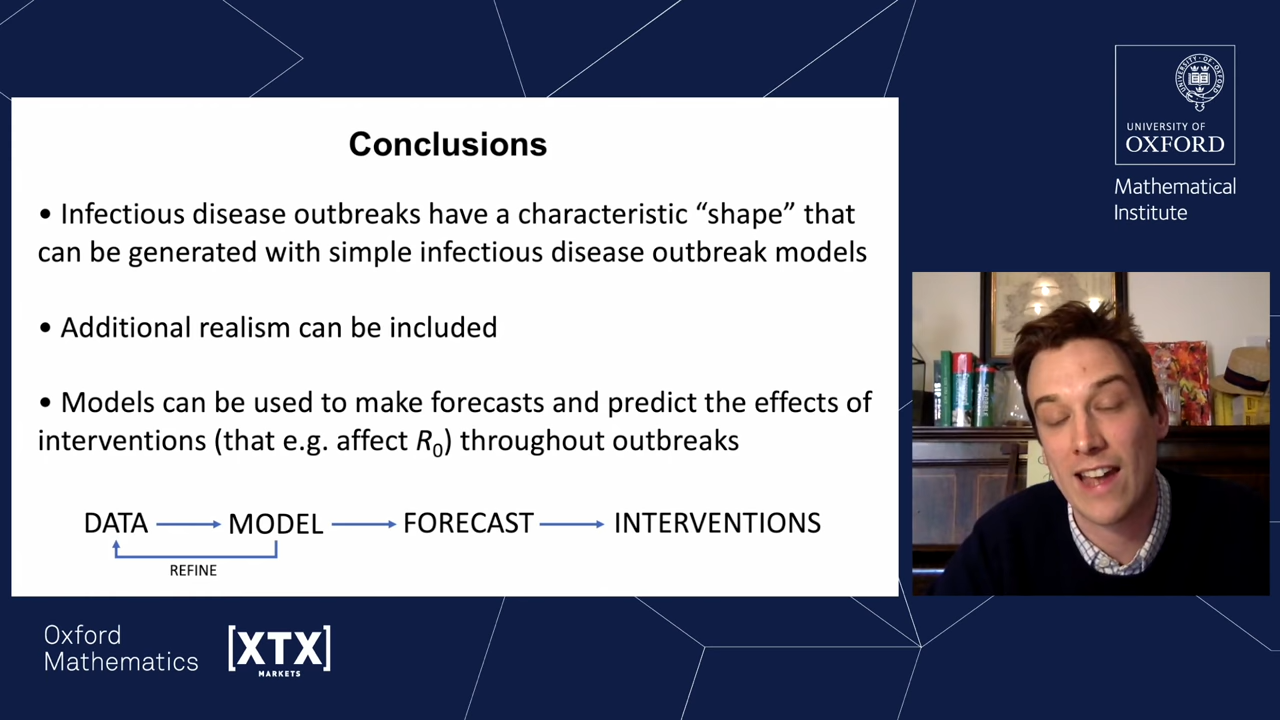 Conclusions
• Infectious disease outbreaks have a characteristic “shape” that
can be generated with simple infectious disease outbreak models
• Additional realism can be included
• Models can be used to make forecasts and predict the effects of
interventions (that e.g. affect R0) throughout outbreaks
DATA MODEL FORECAST INTERVENTIONS
REFINE
UNIVERSITY OF
OXFORD
Mathematical
Institute
Oxford
Mathematics
[XTX]
MARKETS